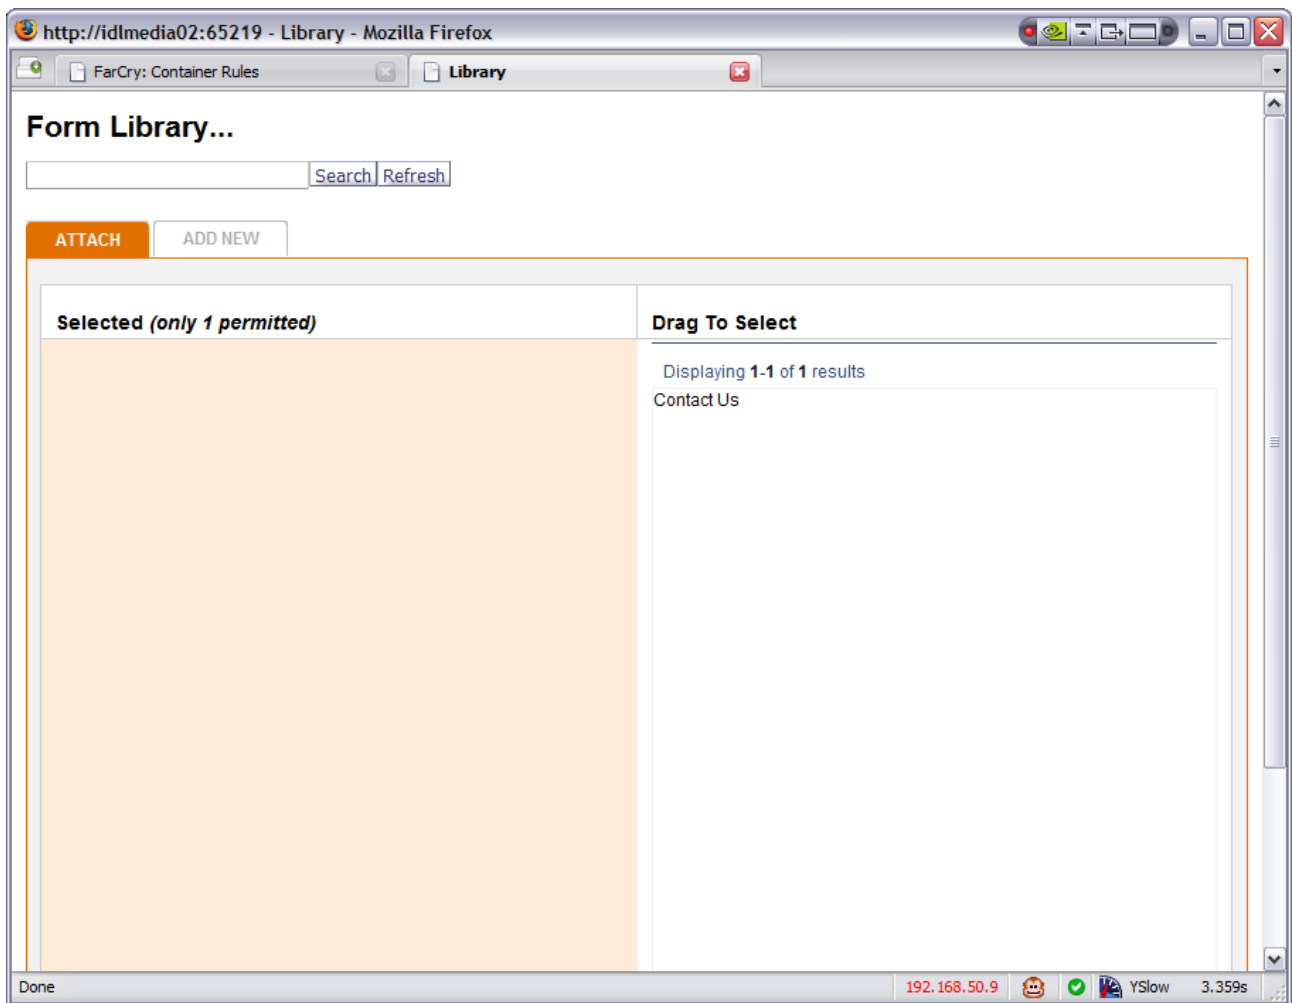 http://idlmedia02:65219 - Library - Mozilla Firefox
FarCry: Container Rules
Library
Form Library...
Search Refresh
ATTACH
ADD NEW
Selected (only 1 permitted)
Drag To Select
Displaying 1-1 of 1 results
Contact Us
Done
192.168.50.9
YSlow
3.359s